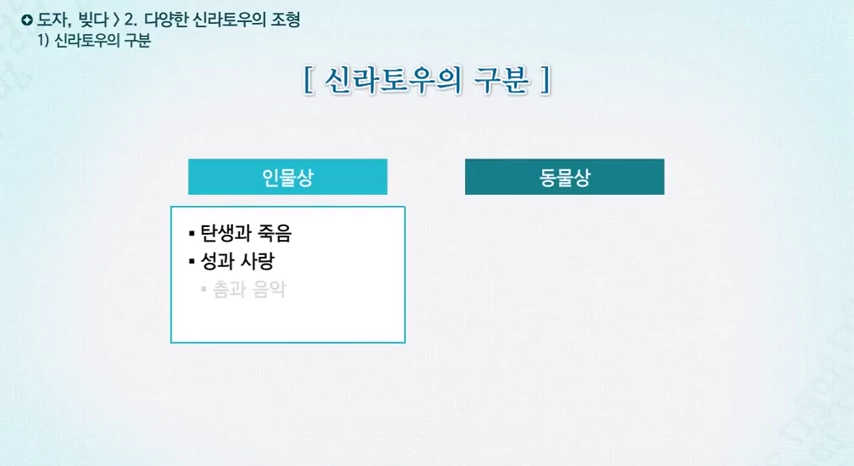 도자, 빚다 > 2. 다양한 신라토우의 조형
1) 신라토우의 구분
[ 신라토우의 구분 ]
인물상
동물상
▪ 탄생과 죽음
▪ 성과 사랑
▪ 춤과 음악